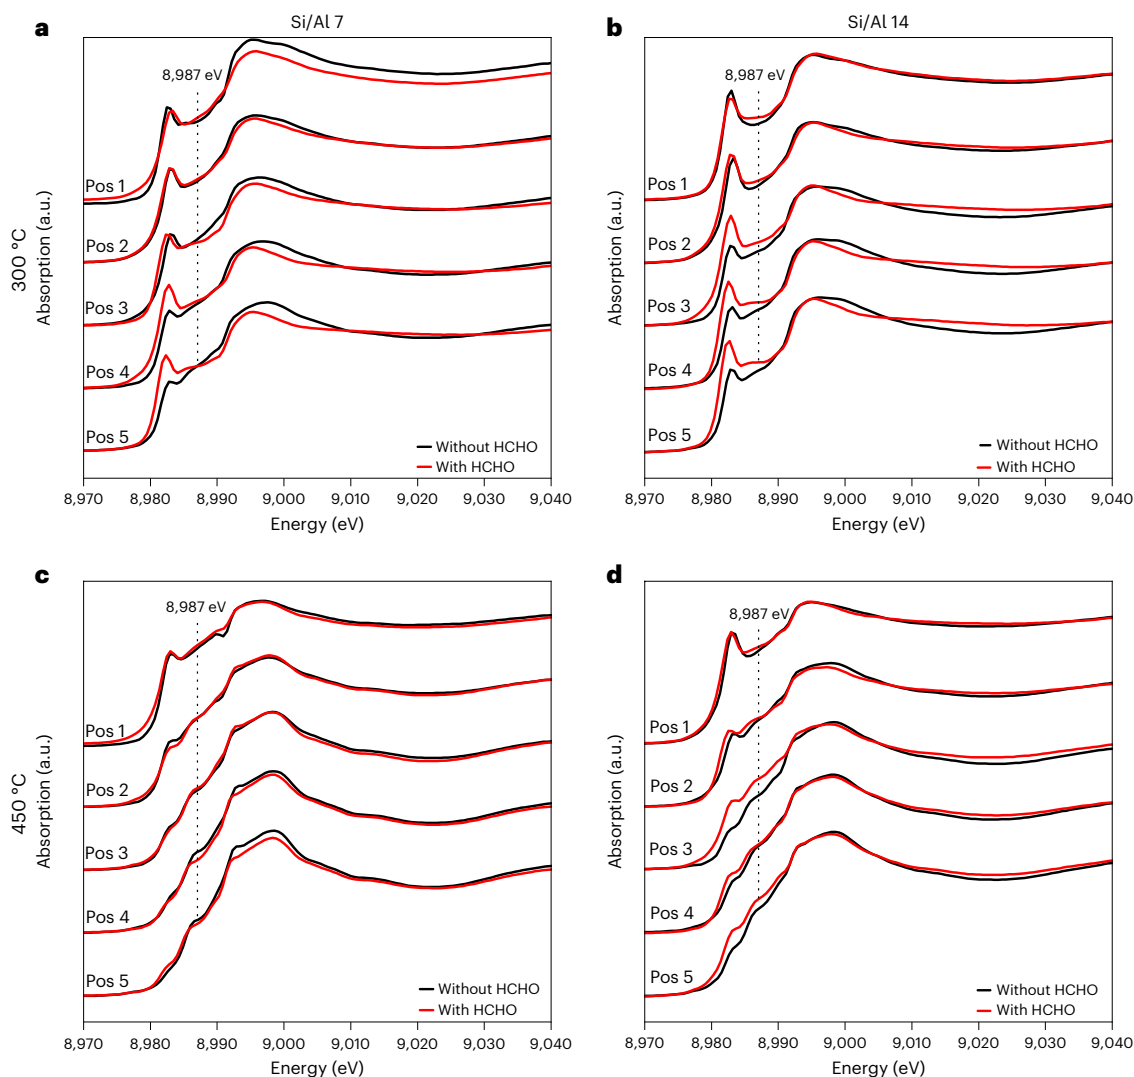 a
Si/Al 7
8,987 eV
Pos 1
Pos 2
Pos 3
Pos 4
Pos 5
300 °C
Absorption (a.u.)
Without HCHO
With HCHO
8,970 8,980 8,990 9,000 9,010 9,020 9,030 9,040
Energy (eV)
b
Si/Al 14
8,987 eV
Pos 1
Pos 2
Pos 3
Pos 4
Pos 5
Absorption (a.u.)
Without HCHO
With HCHO
8,970 8,980 8,990 9,000 9,010 9,020 9,030 9,040
Energy (eV)
c
8,987 eV
Pos 1
Pos 2
Pos 3
Pos 4
Pos 5
450 °C
Absorption (a.u.)
Without HCHO
With HCHO
8,970 8,980 8,990 9,000 9,010 9,020 9,030 9,040
Energy (eV)
d
8,987 eV
Pos 1
Pos 2
Pos 3
Pos 4
Pos 5
Absorption (a.u.)
Without HCHO
With HCHO
8,970 8,980 8,990 9,000 9,010 9,020 9,030 9,040
Energy (eV)